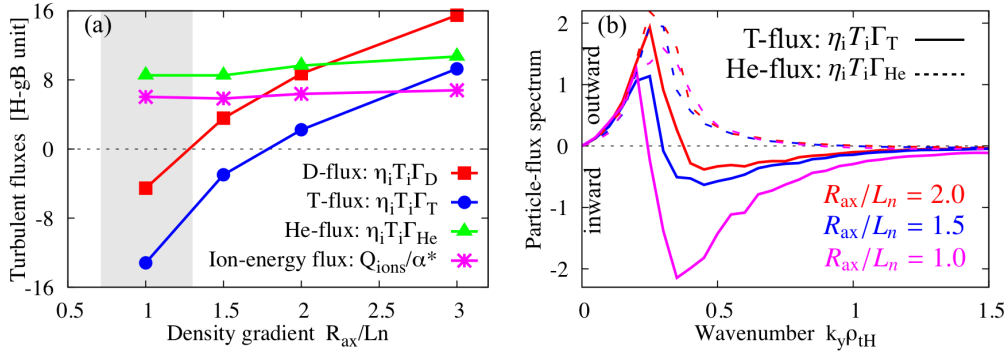 (a)
Turbulent fluxes [H-gB unit]
16
8
0
-8
-16
D-flux: ηiTiΓD
T-flux: ηiTiΓT
He-flux: ηiTiΓHe
Ion-energy flux: Qions/α*
0.5 1 1.5 2 2.5 3
Density gradient Rax/Ln
(b)
Particle-flux spectrum
inward outward
2
1
0
-1
-2
T-flux: ηiTiΓT
He-flux: ηiTiΓHe
Rax/Ln = 2.0
Rax/Ln = 1.5
Rax/Ln = 1.0
0 0.5 1 1.5
Wavenumber kyρtH